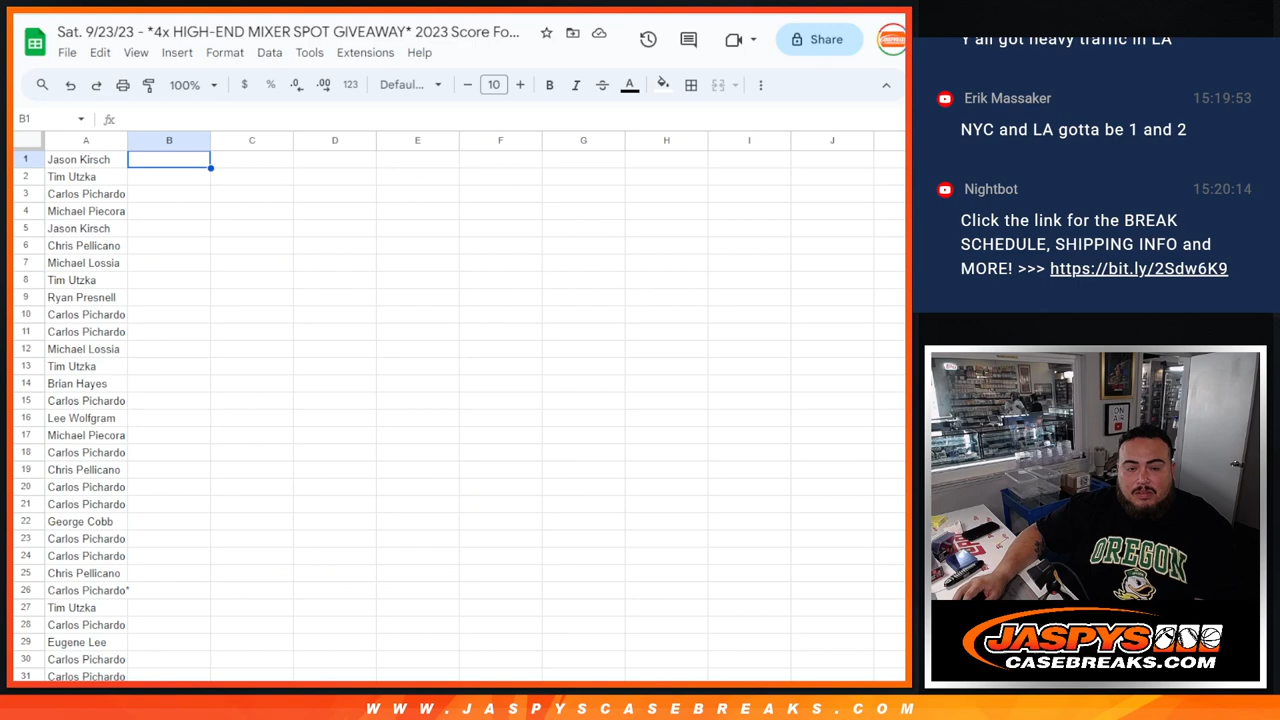 Sat. 9/23/23 - *4x HIGH-END MIXER SPOT GIVEAWAY* 2023 Score Fo...
Share
File Edit View Insert Format Data Tools Extensions Help
100% $ % .0 .00 123 Defaul... 10 B I A
B1 fx
A B C D E F G H I J
1 Jason Kirsch
2 Tim Utzka
3 Carlos Pichardo
4 Michael Piecora
5 Jason Kirsch
6 Chris Pellicano
7 Michael Lossia
8 Tim Utzka
9 Ryan Presnell
10 Carlos Pichardo
11 Carlos Pichardo
12 Michael Lossia
13 Tim Utzka
14 Brian Hayes
15 Carlos Pichardo
16 Lee Wolfgram
17 Michael Piecora
18 Carlos Pichardo
19 Chris Pellicano
20 Carlos Pichardo
21 Carlos Pichardo
22 George Cobb
23 Carlos Pichardo
24 Carlos Pichardo
25 Chris Pellicano
26 Carlos Pichardo*
27 Tim Utzka
28 Carlos Pichardo
29 Eugene Lee
30 Carlos Pichardo
31 Carlos Pichardo
Y'all got heavy traffic in LA
Erik Massaker 15:19:53
NYC and LA gotta be 1 and 2
Nightbot 15:20:14
Click the link for the BREAK
SCHEDULE, SHIPPING INFO and
MORE! >>> https://bit.ly/2Sdw6K9
ON
AIR
OREGON
JASPYS
CASEBREAKS.COM
WWW.JASPYSCASEBREAKS.COM